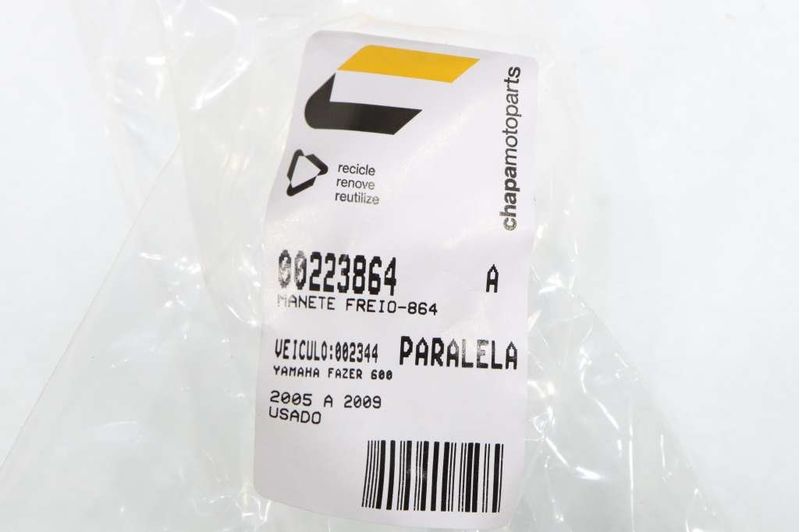 chapamotoparts
recicle
renove
reutilize
00223864 A
MANETE FREIO-864
VEICULO:002344 PARALELA
YAMAHA FAZER 600
2005 A 2009
USADO